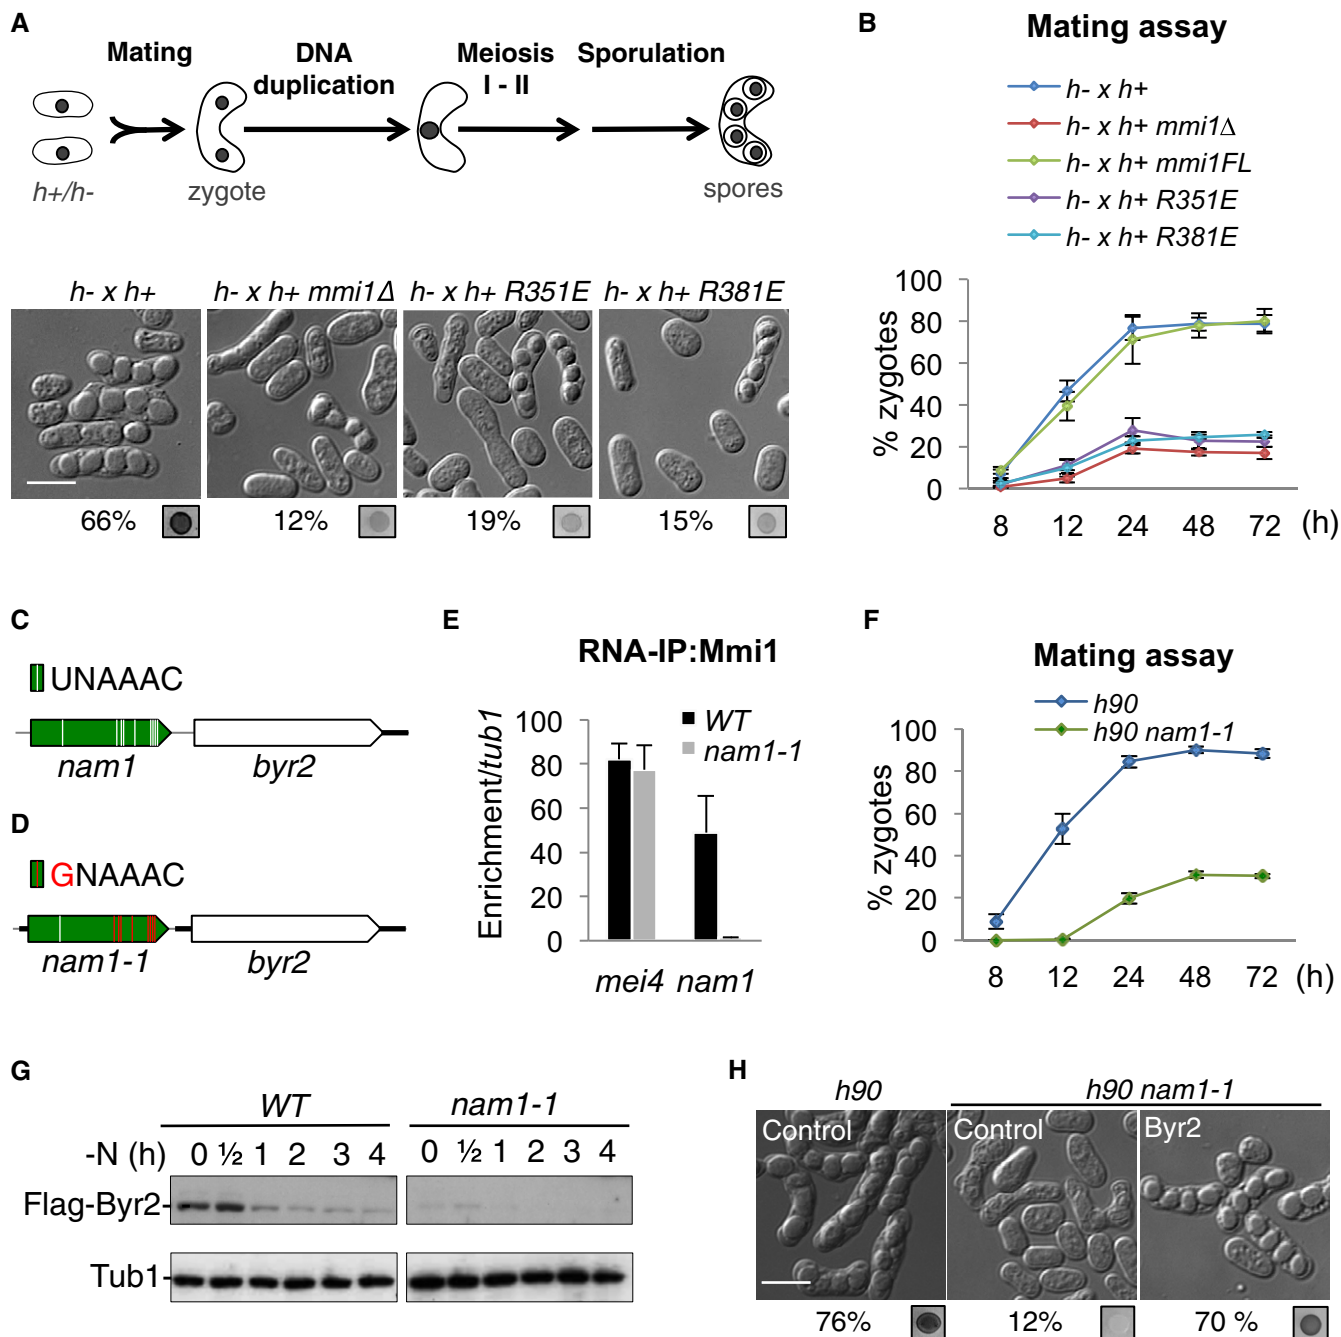 A
Mating
DNA duplication
Meiosis I - II
Sporulation
h+/h-
zygote
spores
h- x h+
h- x h+ mmi1Δ
h- x h+ R351E
h- x h+ R381E
66%
12%
19%
15%
B
Mating assay
h- x h+
h- x h+ mmi1Δ
h- x h+ mmi1FL
h- x h+ R351E
h- x h+ R381E
% zygotes
100
80
60
40
20
0
8 12 24 48 72 (h)
C
UNAAAC
nam1 byr2
D
GNAAAC
nam1-1 byr2
E
RNA-IP:Mmi1
WT
nam1-1
Enrichment/tub1
100
80
60
40
20
0
mei4 nam1
F
Mating assay
h90
h90 nam1-1
% zygotes
100
80
60
40
20
0
8 12 24 48 72 (h)
G
WT nam1-1
-N (h) 0 ½ 1 2 3 4 0 ½ 1 2 3 4
Flag-Byr2
Tub1
H
h90 h90 nam1-1
Control Control Byr2
76% 12% 70 %